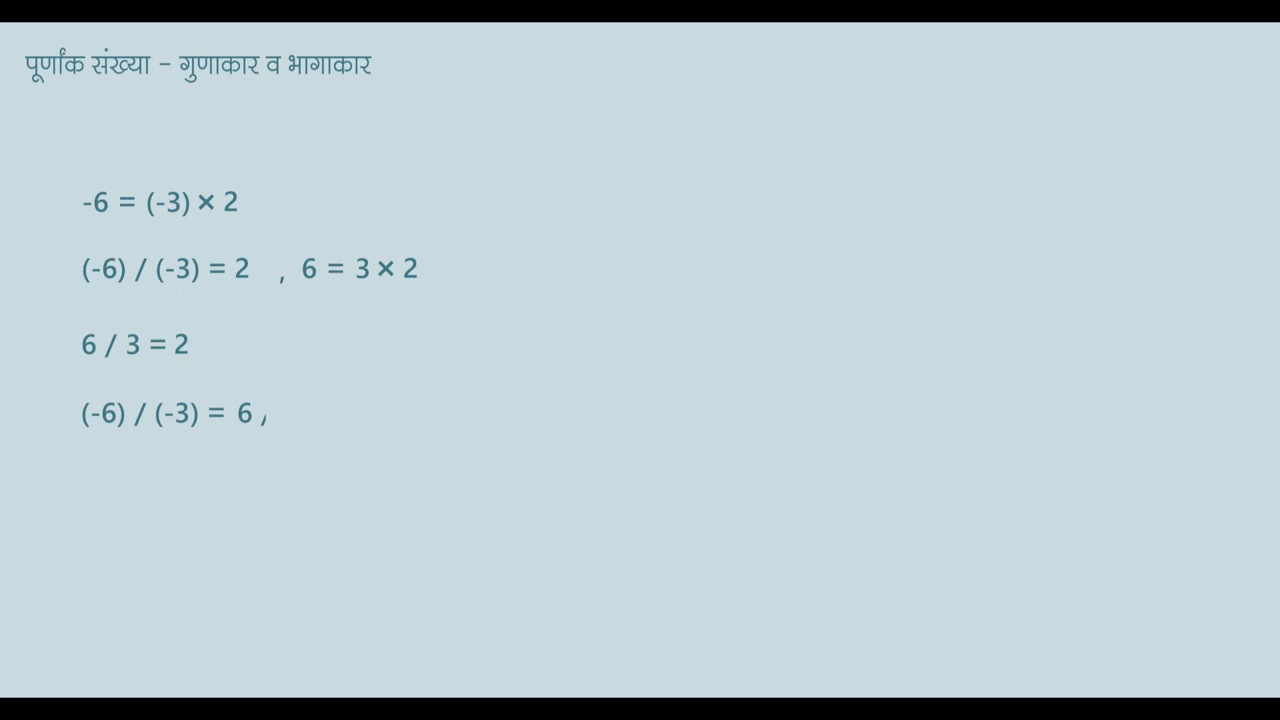 पूर्णांक संख्या - गुणाकार व भागाकार
-6 = (-3) × 2
(-6) / (-3) = 2 , 6 = 3 × 2
6 / 3 = 2
(-6) / (-3) = 6 /